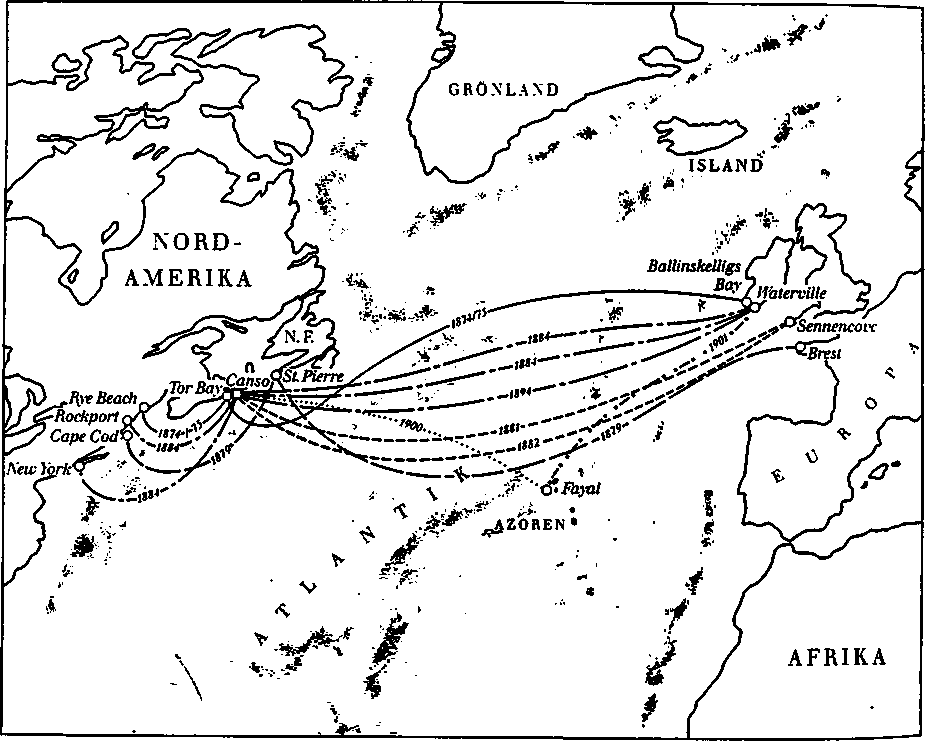 GRÖNLAND
ISLAND
NORD-
AMERIKA
Ballinskelligs
Bay
Waterville
Sennencove
Brest
1874/75
1884
1884
1894
1901
N.F.
St. Pierre
Canso
Tor Bay
Rye Beach
Rockport
Cape Cod
New York
1884
1879
1884
1900
1881
1882
1879
Fayal
AZOREN
ATLANTIK
EUROPA
AFRIKA